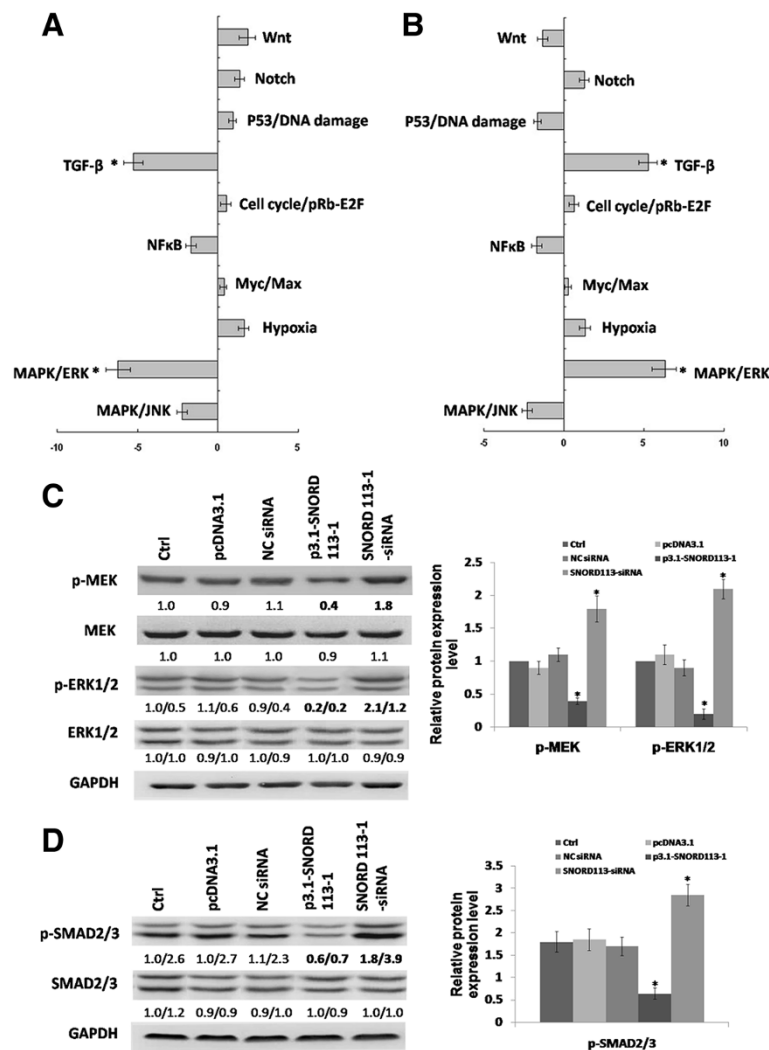 A
Wnt
Notch
P53/DNA damage
TGF-β *
Cell cycle/pRb-E2F
NFκB
Myc/Max
Hypoxia
MAPK/ERK *
MAPK/JNK
-10 -5 0 5
B
Wnt
Notch
P53/DNA damage
* TGF-β
Cell cycle/pRb-E2F
NFκB
Myc/Max
Hypoxia
* MAPK/ERK
MAPK/JNK
-5 0 5 10
C
Ctrl
pcDNA3.1
NC siRNA
p3.1-SNORD
113-1
SNORD 113-1
-siRNA
p-MEK
1.0 0.9 1.1 0.4 1.8
MEK
1.0 1.0 1.0 0.9 1.1
p-ERK1/2
1.0/0.5 1.1/0.6 0.9/0.4 0.2/0.2 2.1/1.2
ERK1/2
1.0/1.0 0.9/1.0 1.0/0.9 1.0/1.0 0.9/0.9
GAPDH
Ctrl pcDNA3.1
NC siRNA p3.1-SNORD113-1
SNORD113-siRNA
Relative protein expression
level
2.5
2
1.5
1
0.5
0
* *
* *
p-MEK p-ERK1/2
D
Ctrl
pcDNA3.1
NC siRNA
p3.1-SNORD
113-1
SNORD 113-1
-siRNA
p-SMAD2/3
1.0/2.6 1.0/2.7 1.1/2.3 0.6/0.7 1.8/3.9
SMAD2/3
1.0/1.2 0.9/0.9 0.9/1.0 1.0/0.9 1.0/1.0
GAPDH
Ctrl pcDNA3.1
NC siRNA p3.1-SNORD113-1
SNORD113-siRNA
Relative protein
expression level
3.5
3
2.5
2
1.5
1
0.5
0
*
*
p-SMAD2/3